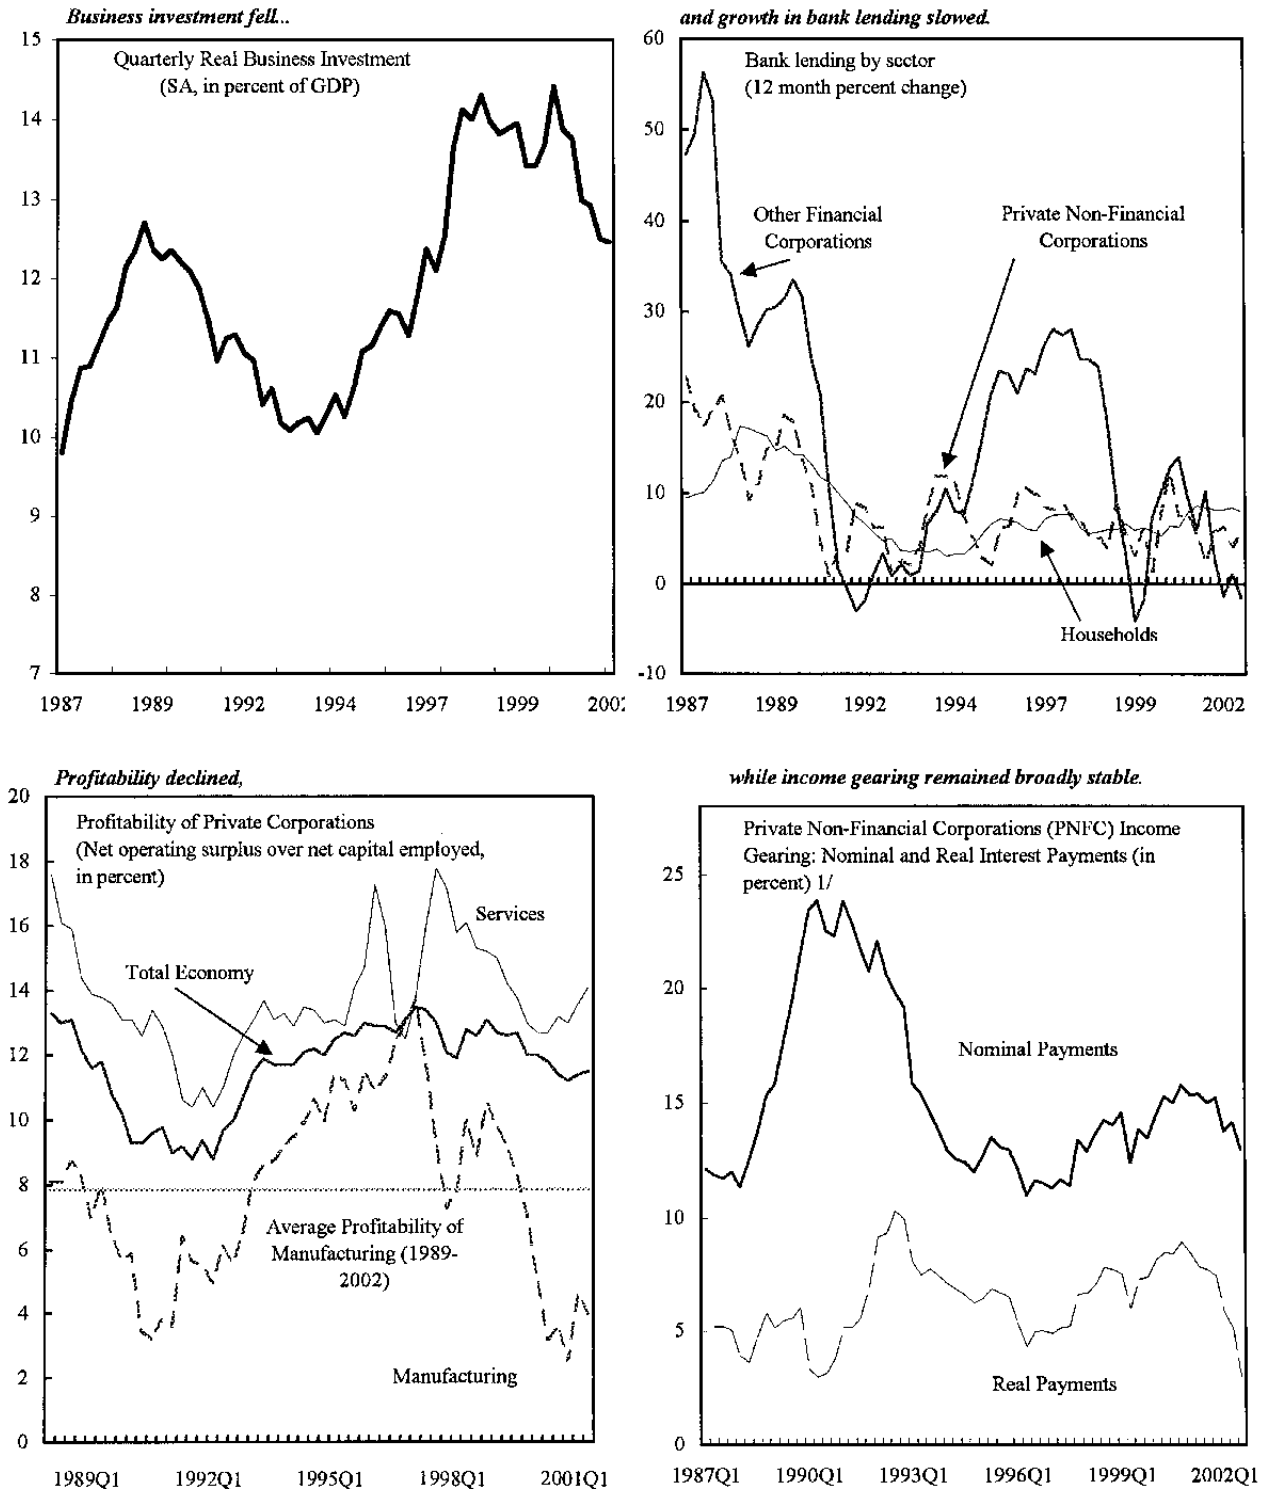 Business investment fell...
15
14
13
12
11
10
9
8
7
Quarterly Real Business Investment
(SA, in percent of GDP)
1987 1989 1992 1994 1997 1999 200
and growth in bank lending slowed.
60
50
40
30
20
10
0
-10
Bank lending by sector
(12 month percent change)
Other Financial
Corporations
Private Non-Financial
Corporations
Households
1987 1989 1992 1994 1997 1999 2002
Profitability declined,
20
18
16
14
12
10
8
6
4
2
0
Profitability of Private Corporations
(Net operating surplus over net capital employed,
in percent)
Services
Total Economy
Average Profitability of
Manufacturing (1989-
2002)
Manufacturing
1989Q1 1992Q1 1995Q1 1998Q1 2001Q1
while income gearing remained broadly stable.
25
20
15
10
5
0
Private Non-Financial Corporations (PNFC) Income
Gearing: Nominal and Real Interest Payments (in
percent) 1/
Nominal Payments
Real Payments
1987Q1 1990Q1 1993Q1 1996Q1 1999Q1 2002Q1